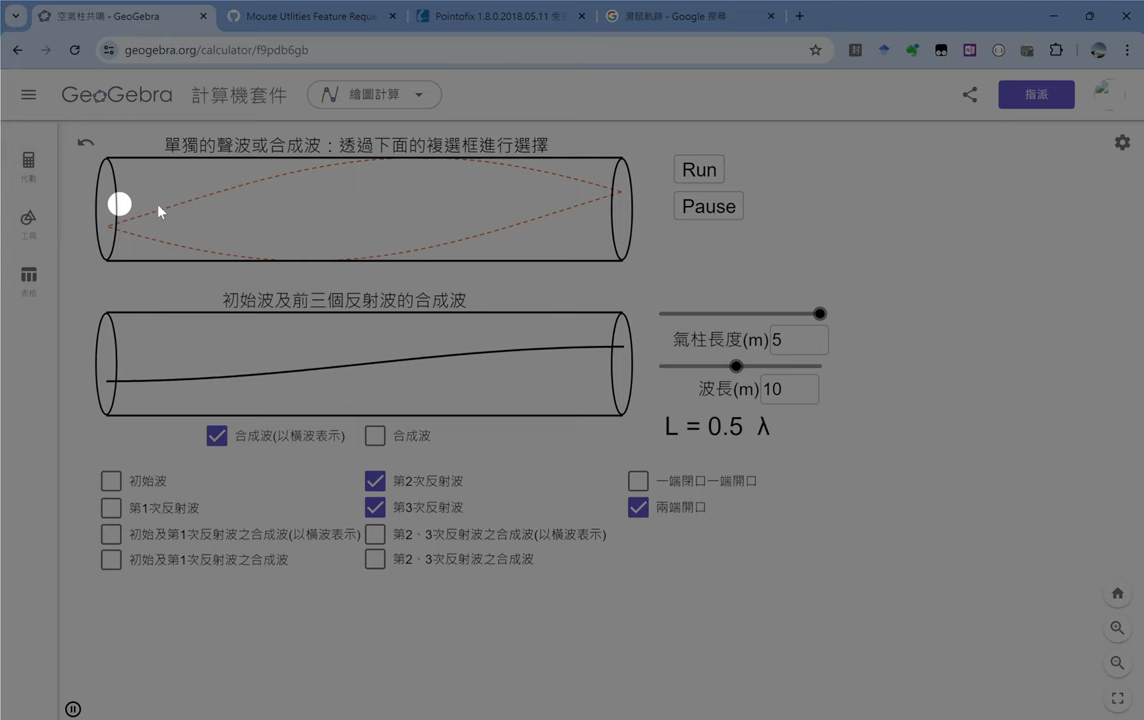 空氣柱共鳴 - GeoGebra
Mouse Utlities Feature Reque
Pointofix 1.8.0.2018.05.11 免
滑鼠軌跡 - Google 搜尋
geogebra.org/calculator/f9pdb6gb
GeoGebra 計算機套件
繪圖計算
指派
代數
工具
表格
單獨的聲波或合成波：透過下面的複選框進行選擇
Run
Pause
初始波及前三個反射波的合成波
氣柱長度(m) 5
波長(m) 10
L = 0.5 λ
合成波(以橫波表示)
合成波
初始波
第2次反射波
一端閉口一端開口
第1次反射波
第3次反射波
兩端開口
初始及第1次反射波之合成波(以橫波表示)
第2、3次反射波之合成波(以橫波表示)
初始及第1次反射波之合成波
第2、3次反射波之合成波